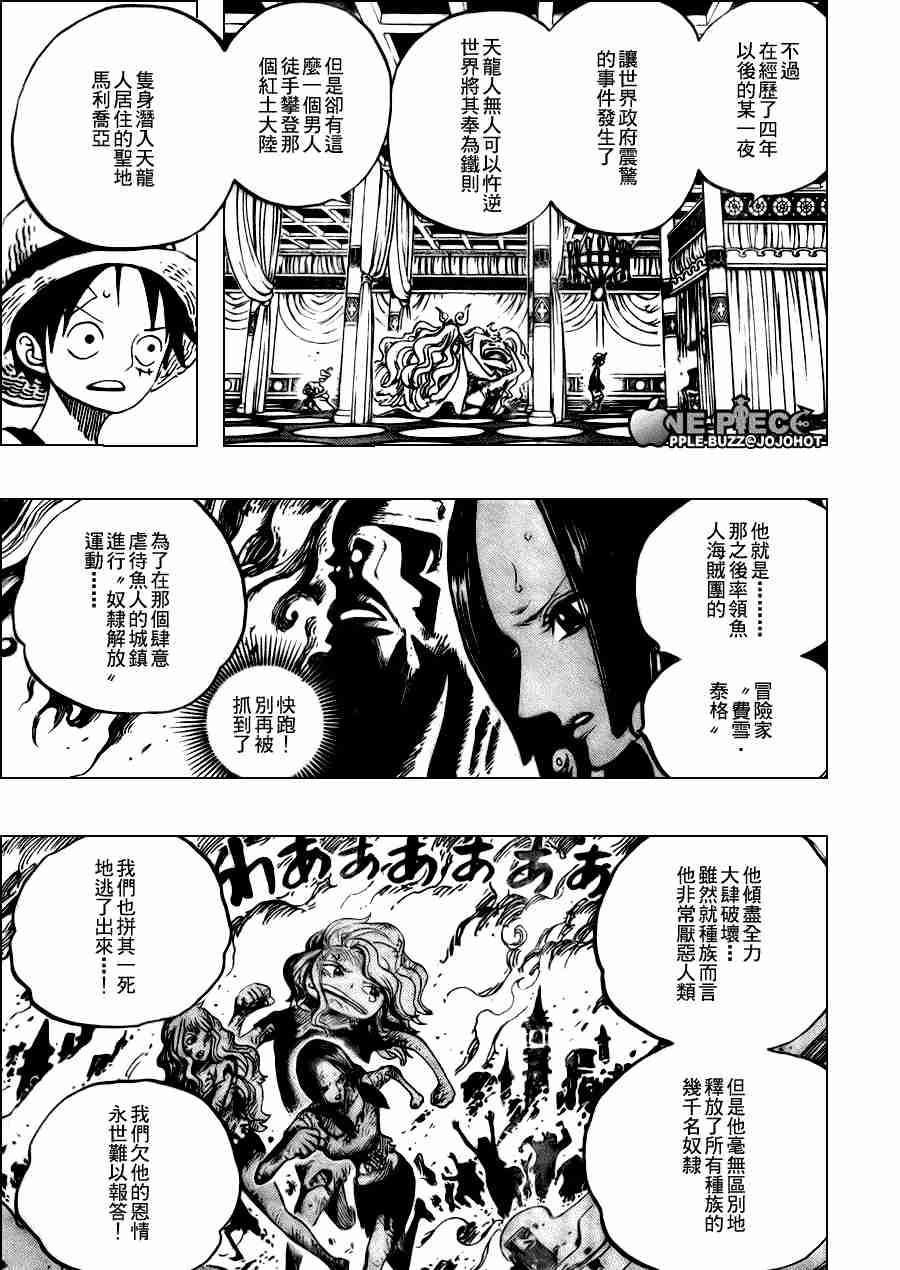 不過
在經歷了四年
以後的某一夜
讓世界政府震驚
的事件發生了
天龍人無人可以忤逆
世界將其奉為鐵則
但是卻有這
麼一個男人
徒手攀登那
個紅土大陸
隻身潛入天龍
人居住的聖地
馬利喬亞
ONE PIECE
-PPLE-BUZZ@JOJOHOT-
他就是………
那之後率領魚
人海賊團的
冒險家
〝費雪·
泰格〞
快跑！
別再被
抓到了
為了在那個肆意
虐待魚人的城鎮
進行〝奴隸解放〞
運動……
わあああああああ
他傾盡全力
大肆破壞…
雖然就種族而言
他非常厭惡人類
但是他毫無區別地
釋放了所有種族的
幾千名奴隸
我們也拼其一死
地逃了出來……！
我們欠他的恩情
永世難以報答！